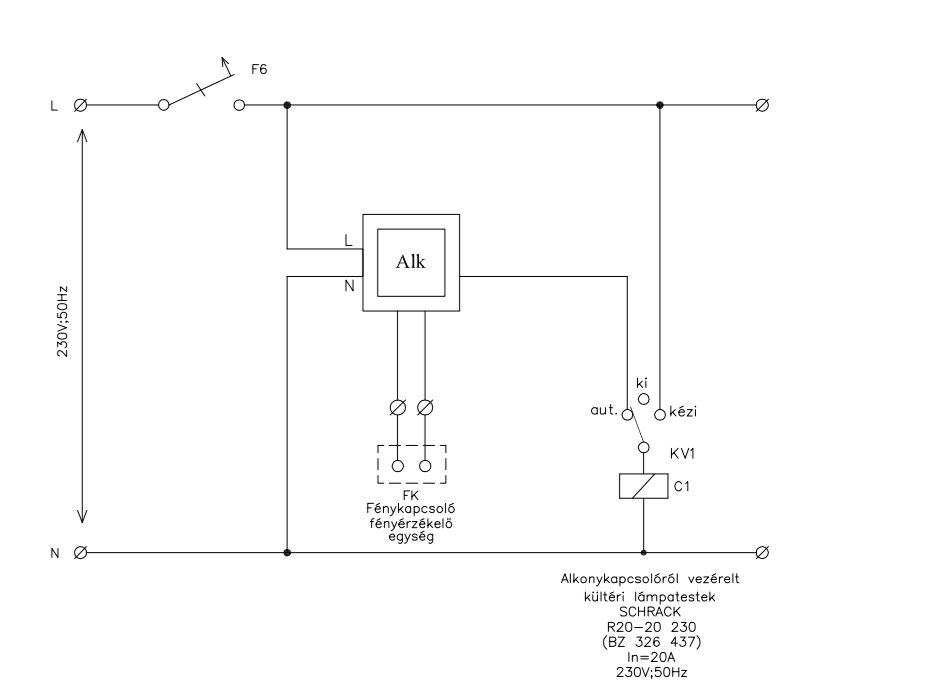 F6
L
L
Alk
N
230V;50Hz
ki
aut.
kézi
KV1
C1
FK
Fénykapcsoló
fényérzékelő
egység
N
Alkonykapcsolóról vezérelt
kültéri lámpatestek
SCHRACK
R20-20 230
(BZ 326 437)
In=20A
230V;50Hz